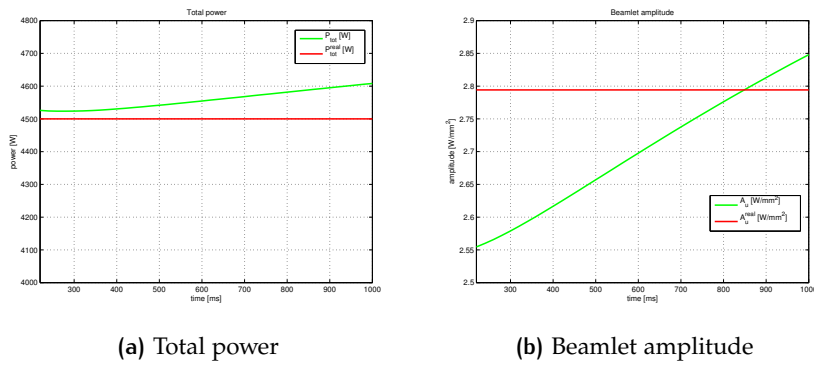 Total power
4800
4700
4600
4500
4400
4300
4200
4100
4000
power [W]
P_tot [W]
P_tot^real [W]
300 400 500 600 700 800 900 1000
time [ms]
(a) Total power
Beamlet amplitude
2.9
2.85
2.8
2.75
2.7
2.65
2.6
2.55
2.5
amplitude [W/mm²]
A_u [W/mm²]
A_u^real [W/mm²]
300 400 500 600 700 800 900 1000
time [ms]
(b) Beamlet amplitude